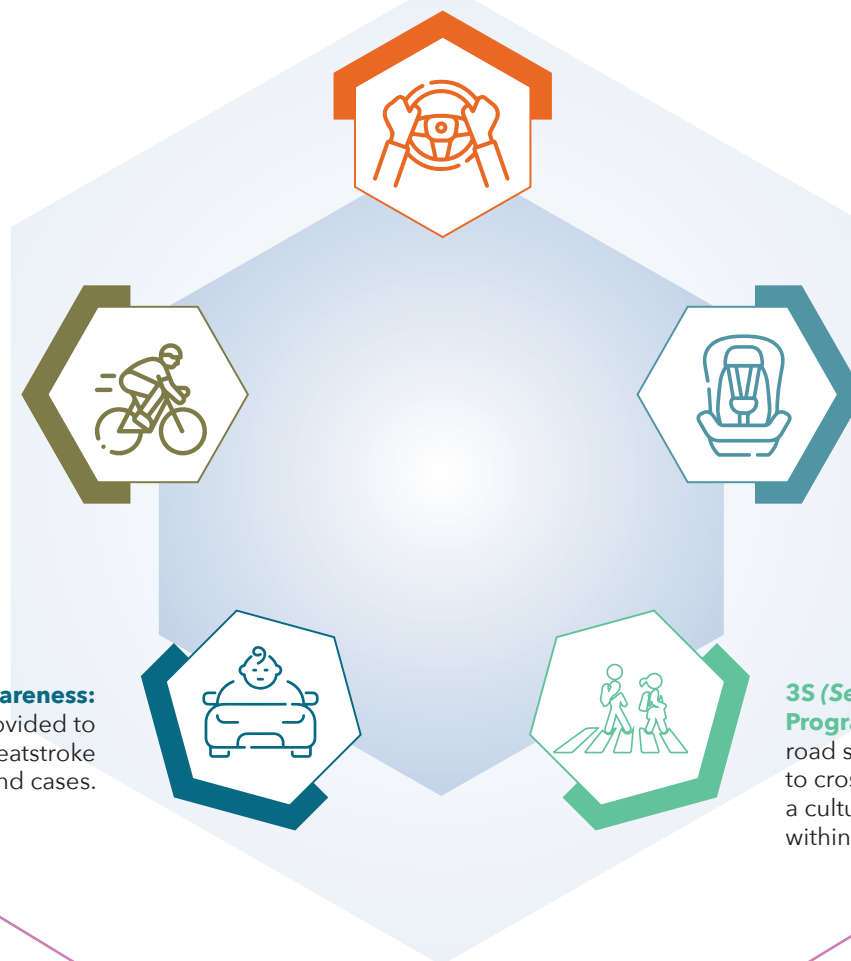 areness:
ovided to
eatstroke
nd cases.
3S (Se
Progra
road s
to cros
a cultu
within